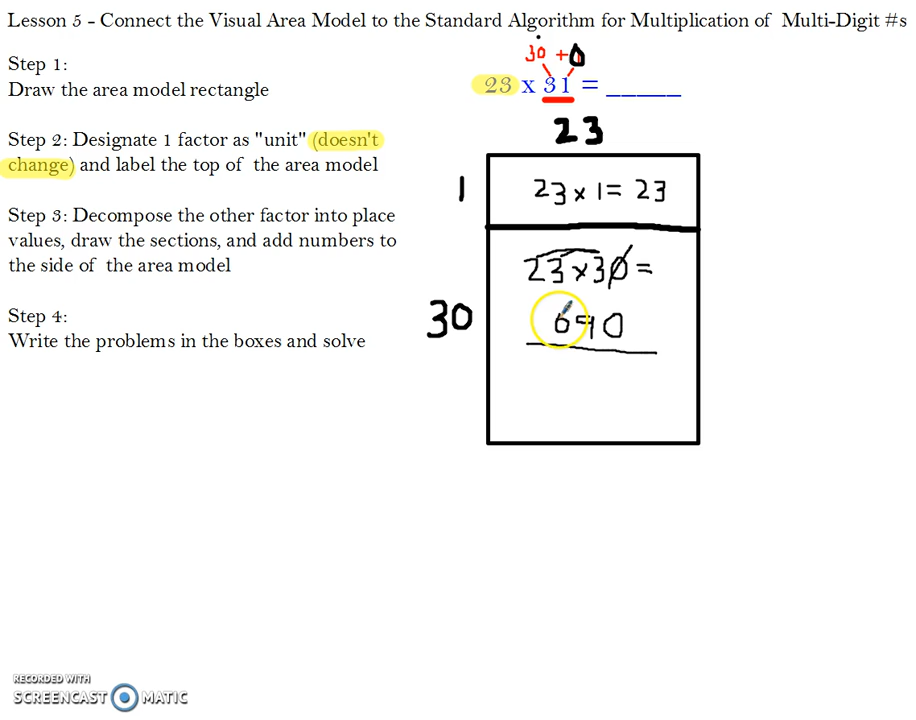 Lesson 5 - Connect the Visual Area Model to the Standard Algorithm for Multiplication of Multi-Digit #s
Step 1:
Draw the area model rectangle
Step 2: Designate 1 factor as "unit" (doesn't
change) and label the top of the area model
Step 3: Decompose the other factor into place
values, draw the sections, and add numbers to
the side of the area model
Step 4:
Write the problems in the boxes and solve
30 +
23 x 31 = _____
23
1
23 x 1 = 23
30
23 x 30 =
690
RECORDED WITH
SCREENCAST MATIC